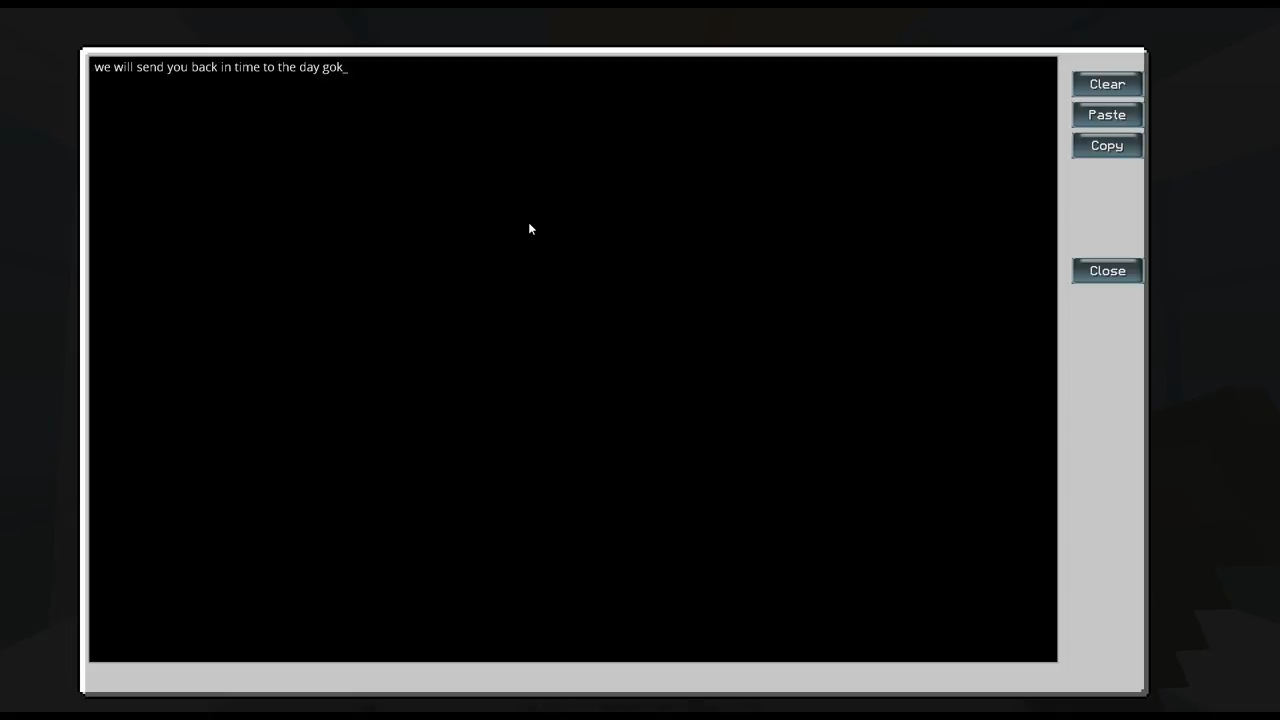 we will send you back in time to the day gok_
Clear
Paste
Copy
Close